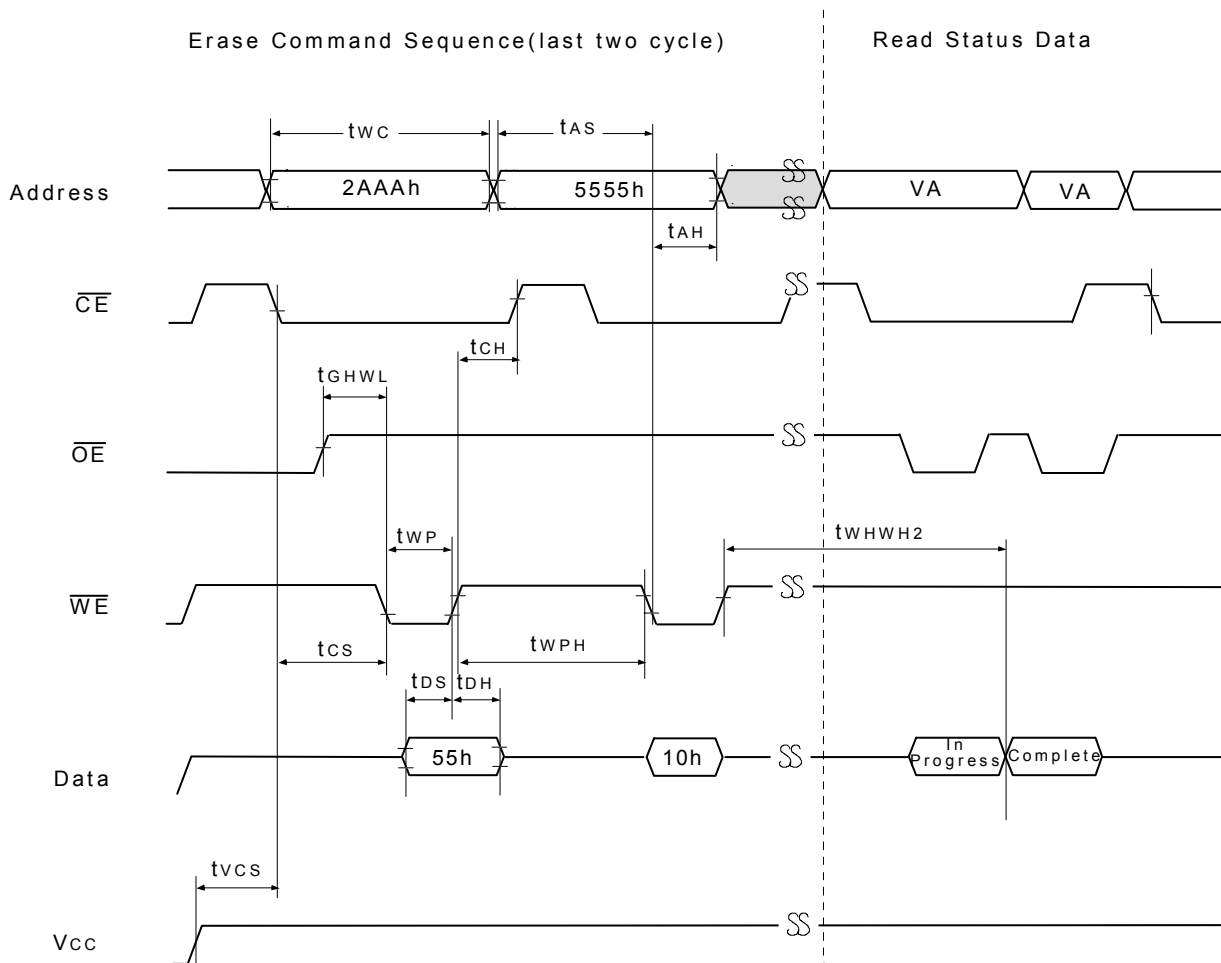 Erase Command Sequence(last two cycle)
Read Status Data
tWC
tAS
Address
2AAAh
5555h
VA
VA
tAH
CE
tCH
tGHWL
OE
tWP
tWHWH2
WE
tCS
tWPH
tDS
tDH
Data
55h
10h
In Progress
Complete
tVCS
VCC